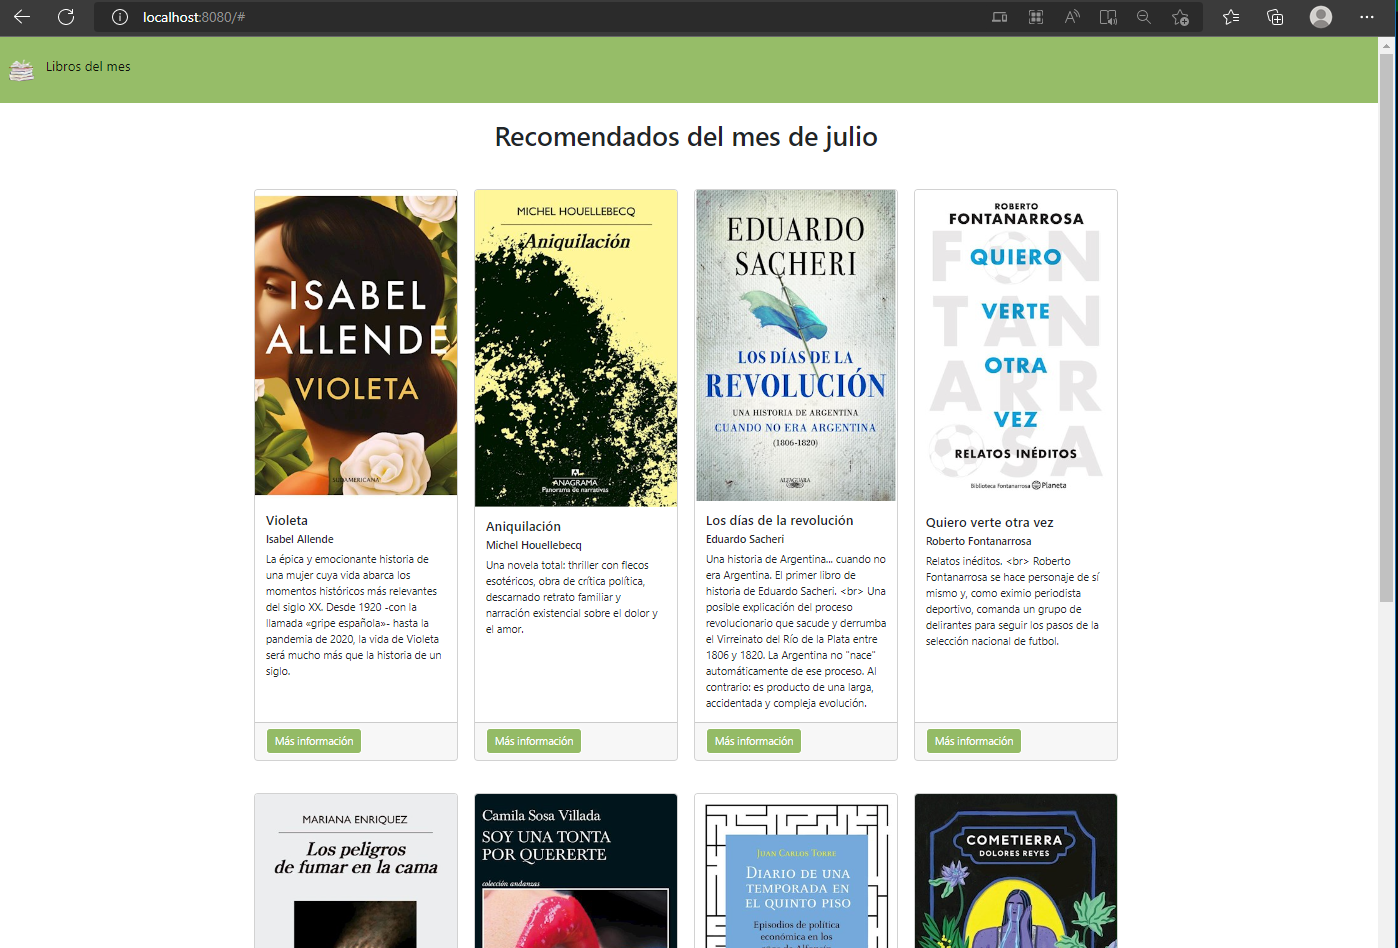 localhost:8080/#
Libros del mes
Recomendados del mes de julio
ISABEL
ALLENDE
VIOLETA
SUDAMERICANA
Violeta
Isabel Allende
La épica y emocionante historia de
una mujer cuya vida abarca los
momentos históricos más relevantes
del siglo XX. Desde 1920 -con la
llamada «gripe española»- hasta la
pandemia de 2020, la vida de Violeta
será mucho más que la historia de un
siglo.
Más información
MICHEL HOUELLEBECQ
Aniquilación
ANAGRAMA
Panorama de narrativas
Aniquilación
Michel Houellebecq
Una novela total: thriller con flecos
esotéricos, obra de crítica política,
descarnado retrato familiar y
narración existencial sobre el dolor y
el amor.
Más información
EDUARDO
SACHERI
LOS DÍAS DE LA
REVOLUCIÓN
UNA HISTORIA DE ARGENTINA
CUANDO NO ERA ARGENTINA
(1806-1820)
ALFAGUARA
Los días de la revolución
Eduardo Sacheri
Una historia de Argentina... cuando no
era Argentina. El primer libro de
historia de Eduardo Sacheri. <br> Una
posible explicación del proceso
revolucionario que sacude y derrumba
el Virreinato del Río de la Plata entre
1806 y 1820. La Argentina no "nace"
automáticamente de ese proceso. Al
contrario: es producto de una larga,
accidentada y compleja evolución.
Más información
ROBERTO
FONTANARROSA
FON
TAN
ARR
OSA
QUIERO
VERTE
OTRA
VEZ
RELATOS INÉDITOS
Biblioteca Fontanarrosa Planeta
Quiero verte otra vez
Roberto Fontanarrosa
Relatos inéditos. <br> Roberto
Fontanarrosa se hace personaje de sí
mismo y, como eximio periodista
deportivo, comanda un grupo de
delirantes para seguir los pasos de la
selección nacional de futbol.
Más información
MARIANA ENRIQUEZ
Los peligros
de fumar en la cama
Camila Sosa Villada
SOY UNA TONTA
POR QUERERTE
colección andanzas
JUAN CARLOS TORRE
DIARIO DE UNA
TEMPORADA EN
EL QUINTO PISO
Episodios de política
económica en los
COMETIERRA
DOLORES REYES